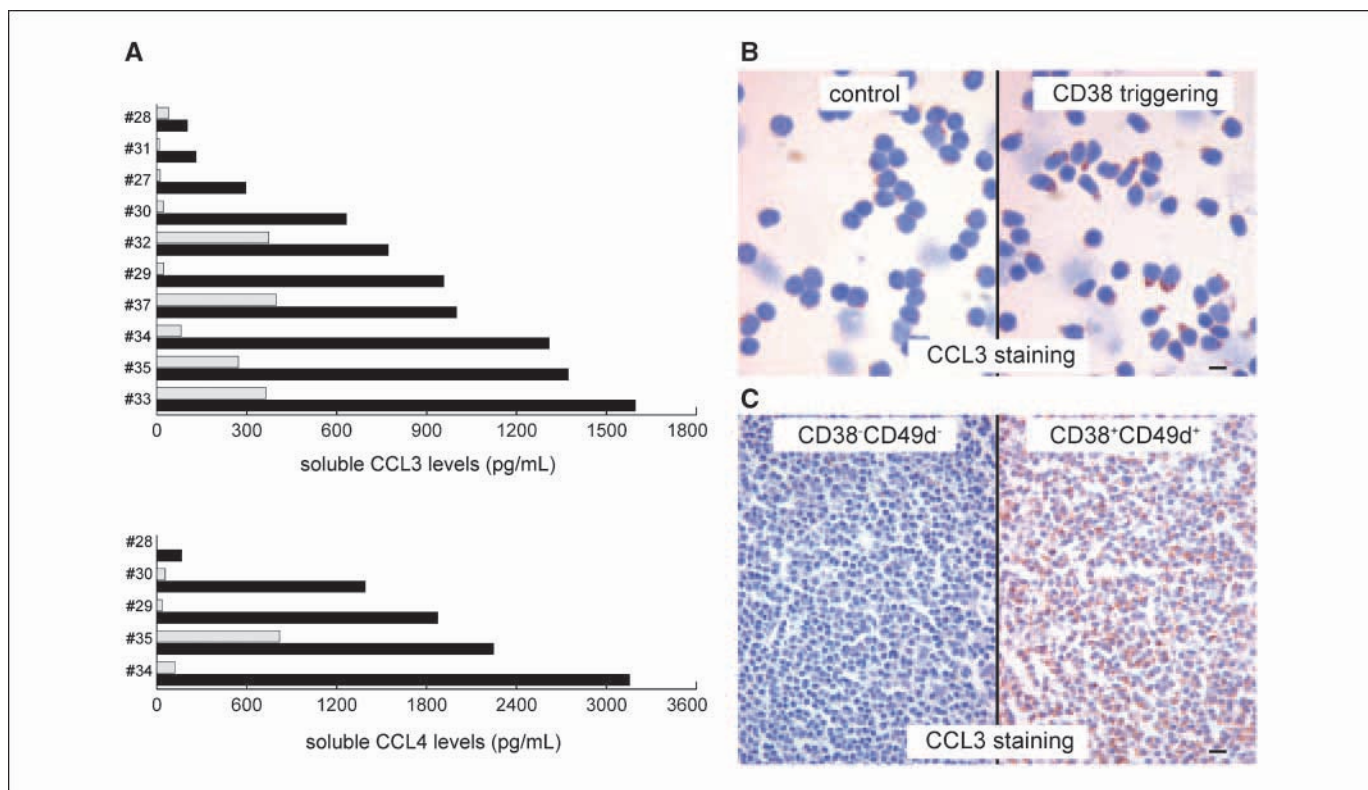 A
#28
#31
#27
#30
#32
#29
#37
#34
#35
#33
0 300 600 900 1200 1500 1800
soluble CCL3 levels (pg/mL)
#28
#30
#29
#35
#34
0 600 1200 1800 2400 3000 3600
soluble CCL4 levels (pg/mL)
B
control CD38 triggering
CCL3 staining
C
CD38⁻CD49d⁻ CD38⁺CD49d⁺
CCL3 staining